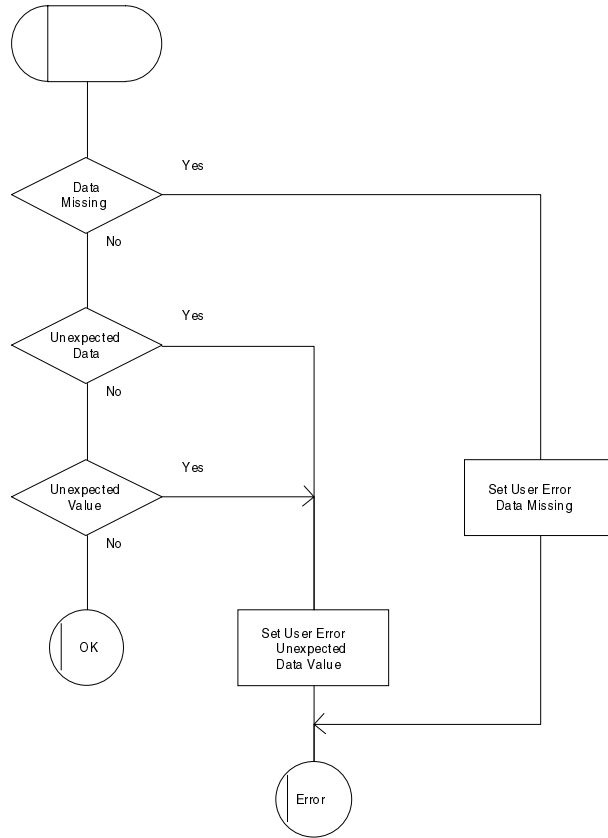 Yes
Data
Missing
No
Yes
Unexpected
Data
No
Yes
Unexpected
Value
No
Set User Error
Data Missing
OK
Set User Error
Unexpected
Data Value
Error